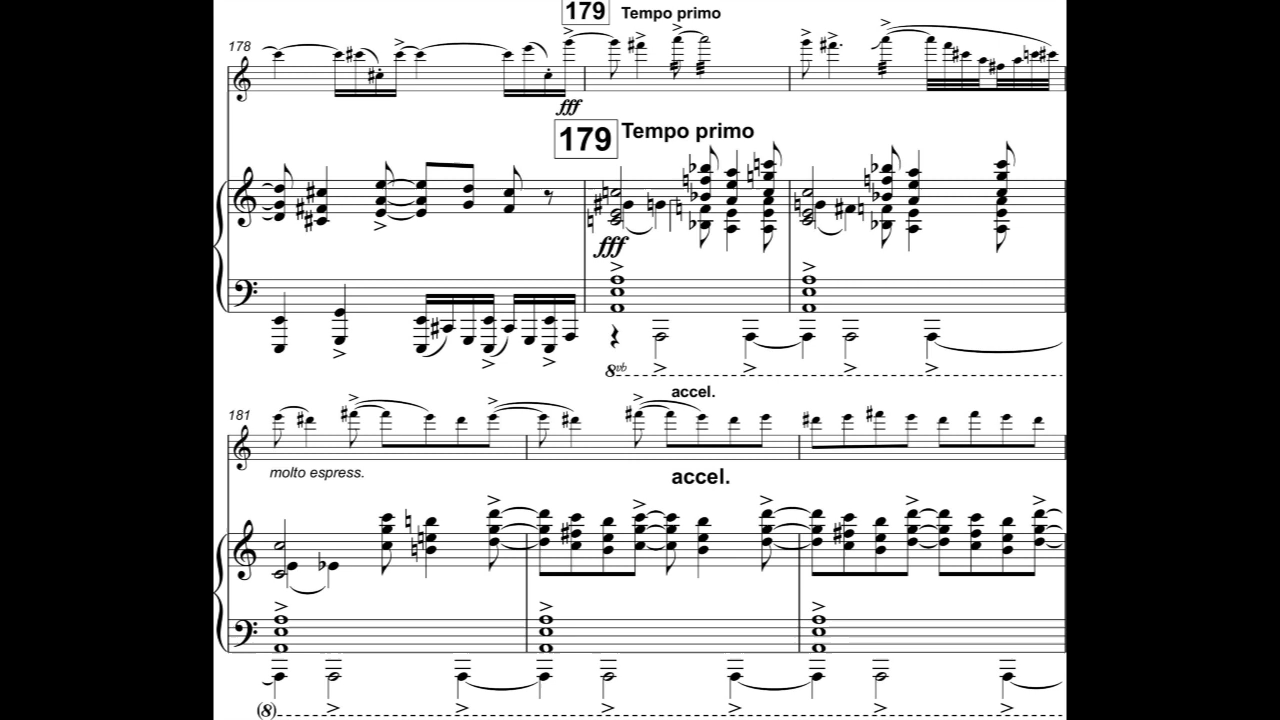 179 Tempo primo
178
fff
179 Tempo primo
fff
8vb
accel.
181
molto espress.
accel.
(8)